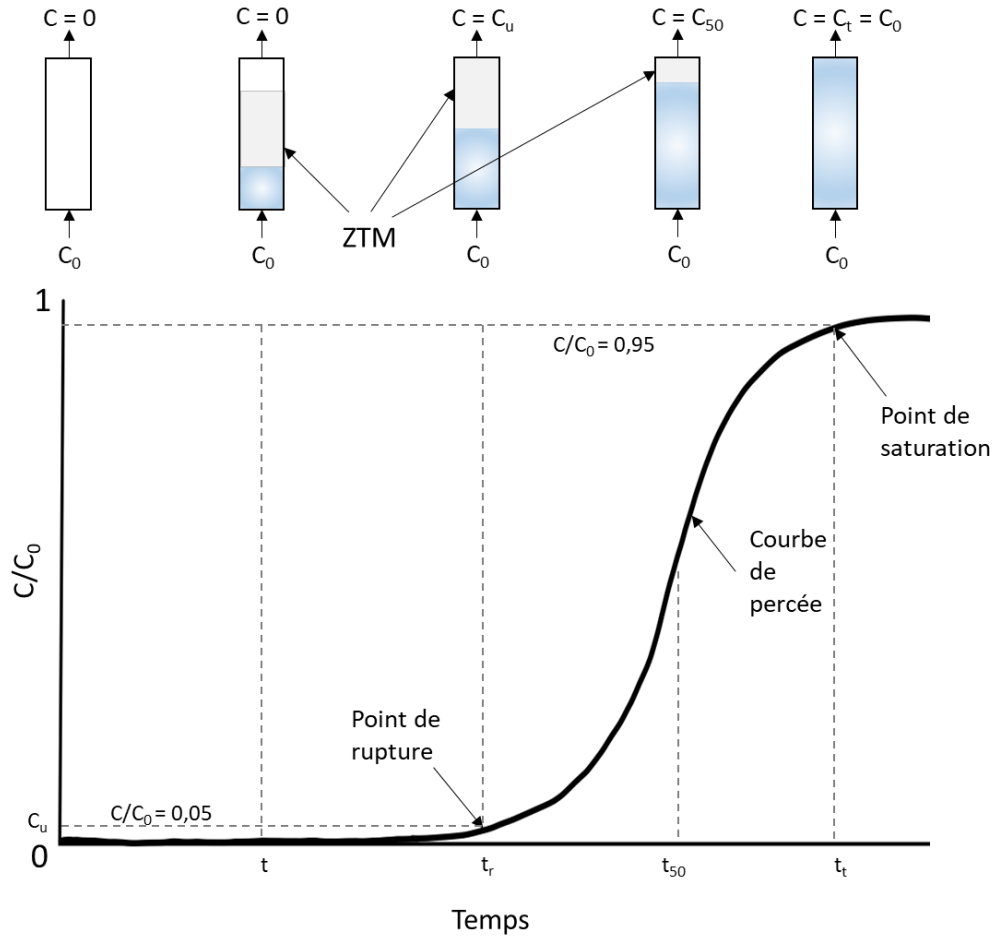 C = 0
C = 0
C = Cu
C = C50
C = Ct = C0
ZTM
C0
C0
C0
C0
C0
1
C/C0 = 0,95
Point de
saturation
Courbe
de
percée
C/C0
Point de
rupture
C/C0 = 0,05
Cu
0
t
tr
t50
tt
Temps